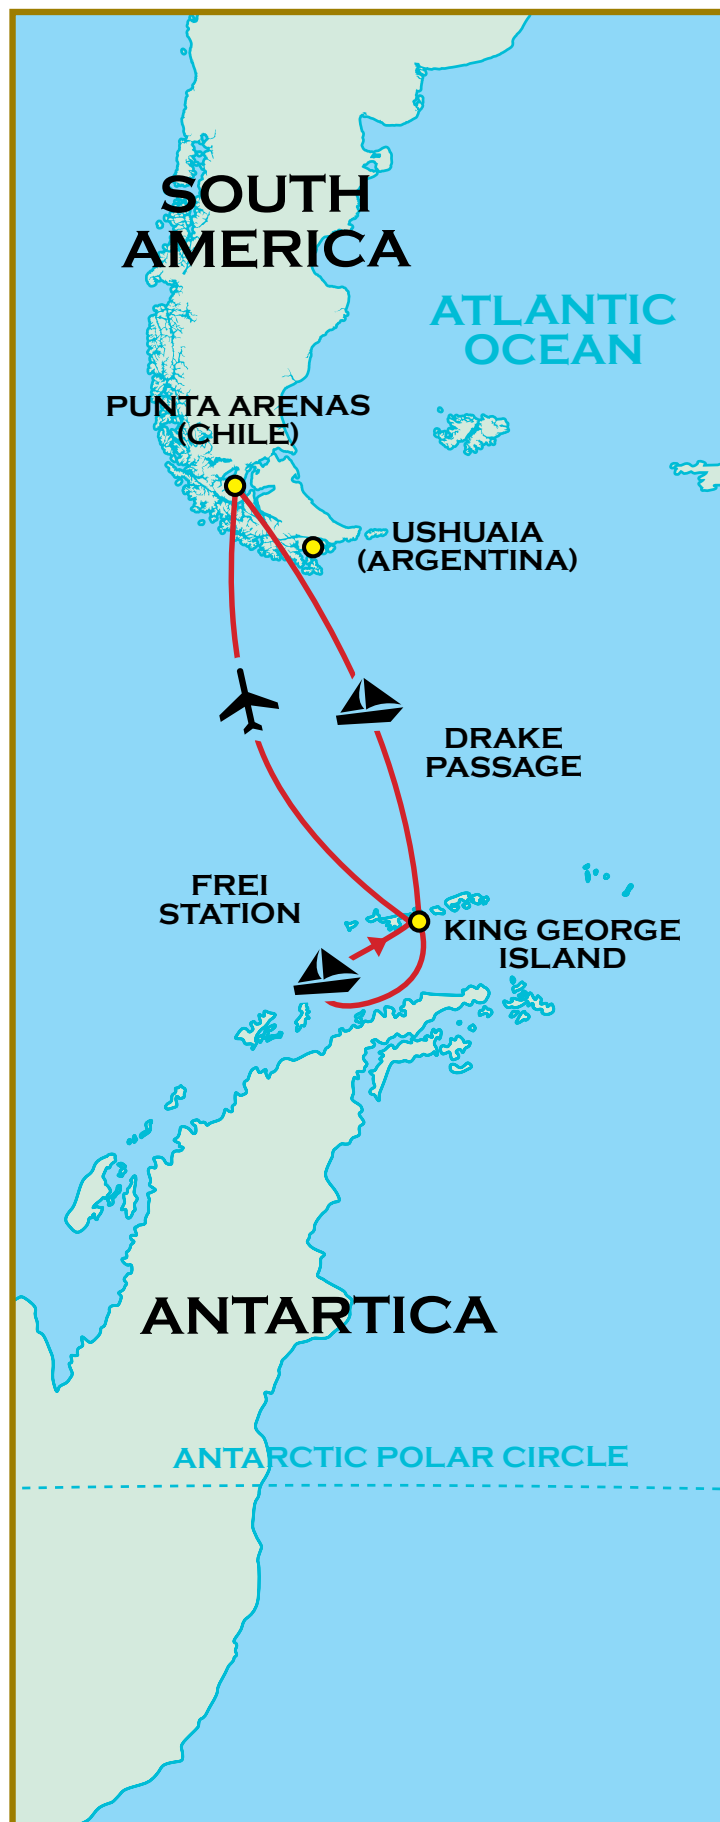 SOUTH
AMERICA
ATLANTIC
OCEAN
PUNTA ARENAS
(CHILE)
USHUAIA
(ARGENTINA)
DRAKE
PASSAGE
FREI
STATION
KING GEORGE
ISLAND
ANTARTICA
ANTARCTIC POLAR CIRCLE